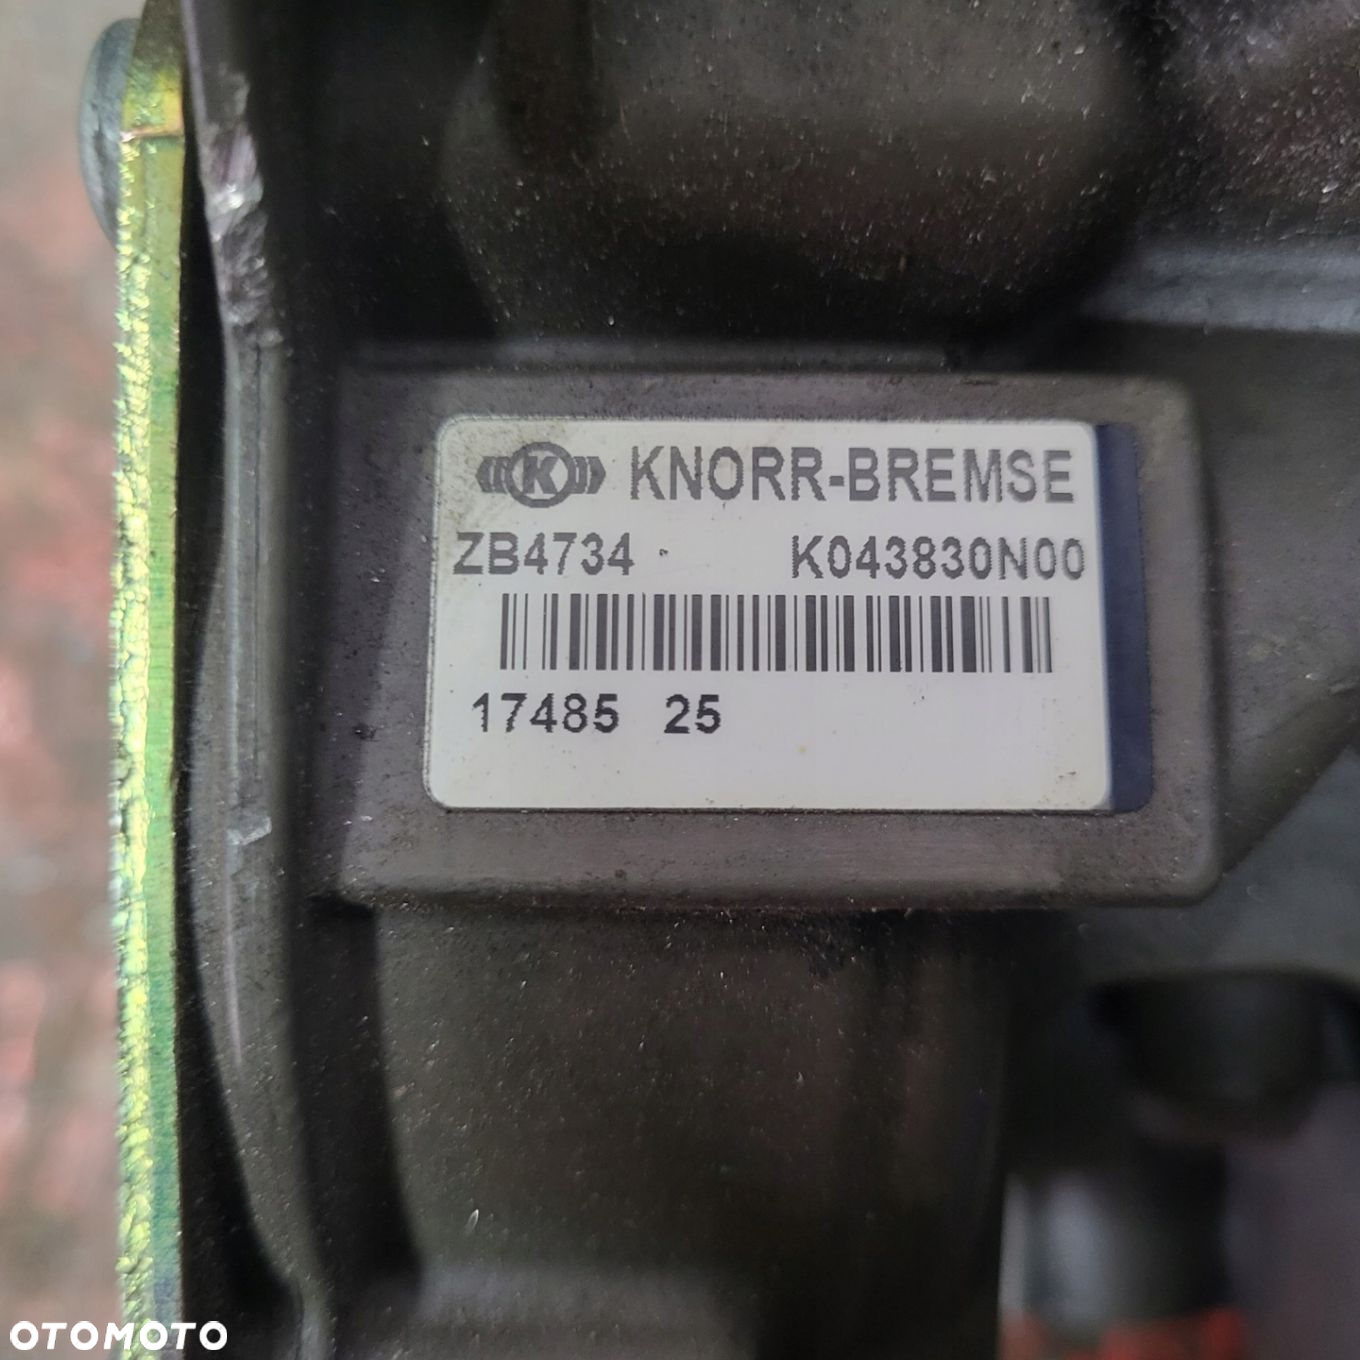 K KNORR-BREMSE
ZB4734 K043830N00
17485 25
OTOMOTO